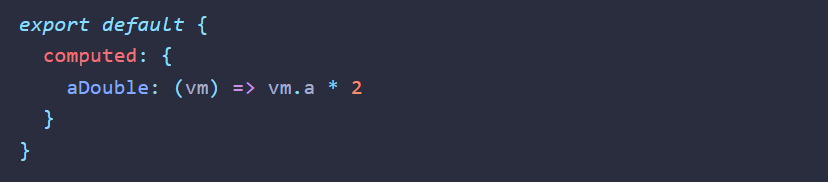 export default {
  computed: {
    aDouble: (vm) => vm.a * 2
  }
}